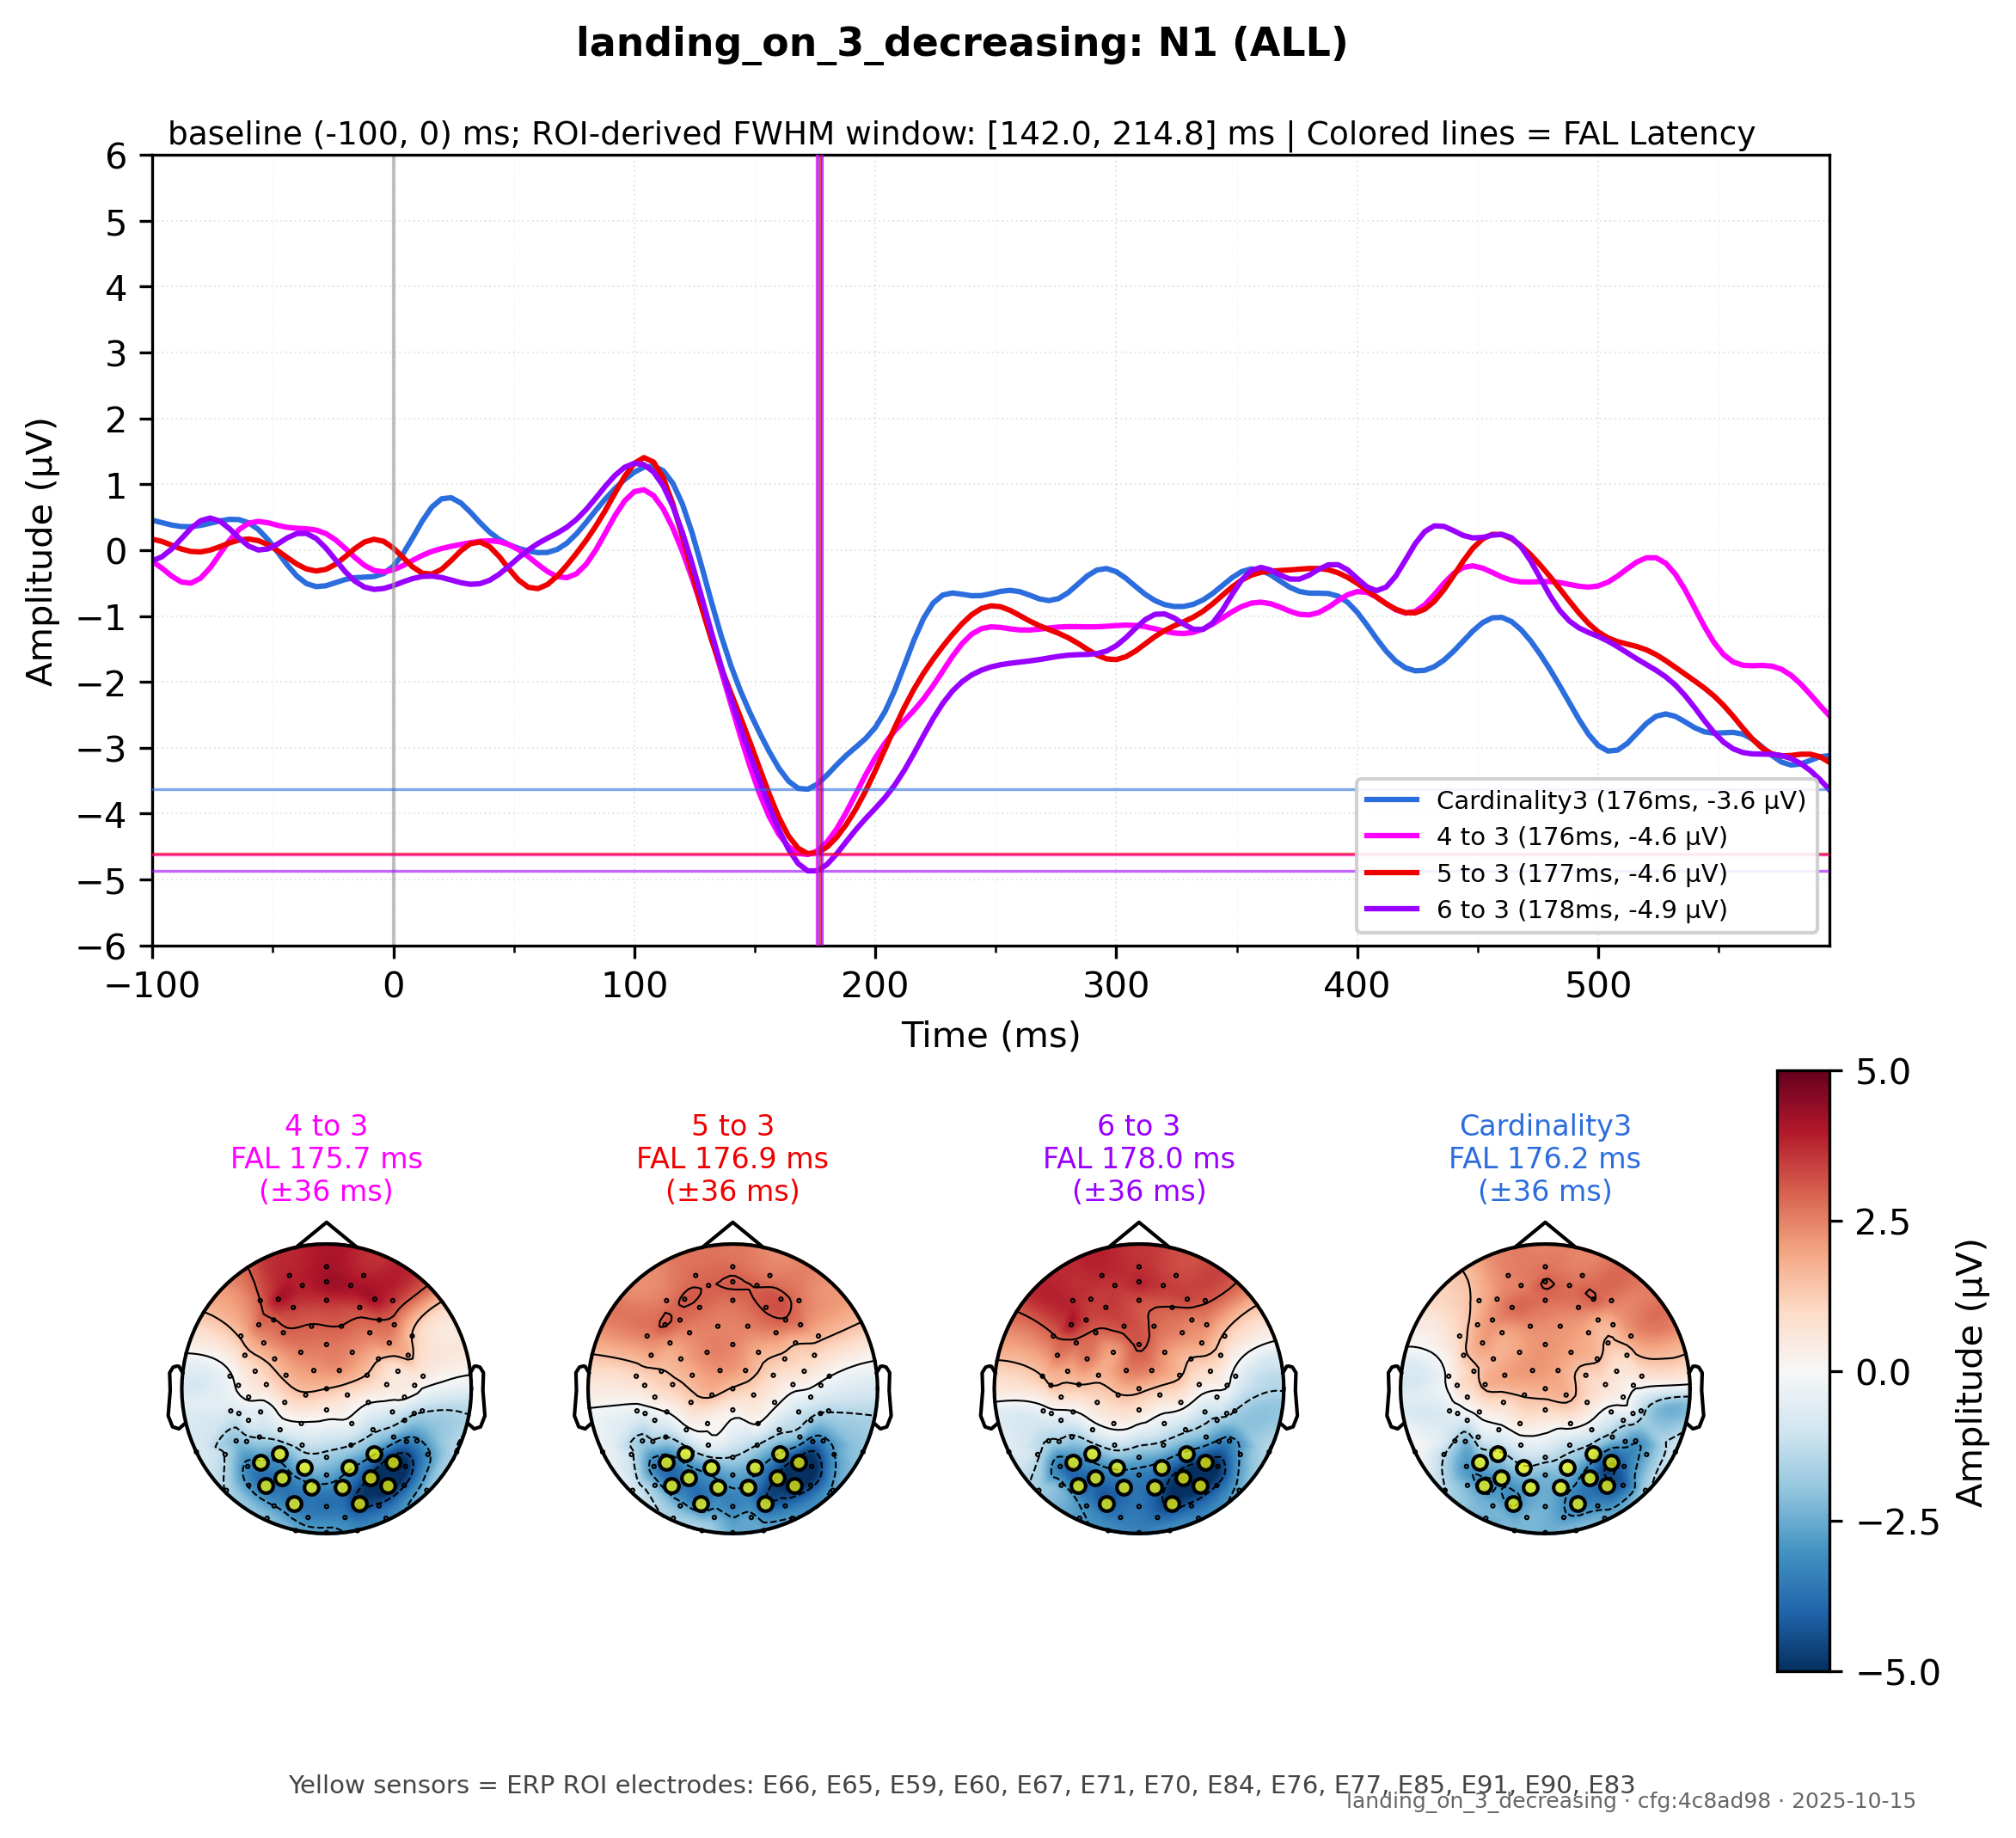 landing_on_3_decreasing: N1 (ALL)
baseline (-100, 0) ms; ROI-derived FWHM window: [142.0, 214.8] ms | Colored lines = FAL Latency
6
5
4
3
2
1
0
−1
−2
−3
−4
−5
−6
Amplitude (µV)
Cardinality3 (176ms, -3.6 µV)
4 to 3 (176ms, -4.6 µV)
5 to 3 (177ms, -4.6 µV)
6 to 3 (178ms, -4.9 µV)
−100 0 100 200 300 400 500
Time (ms)
4 to 3
FAL 175.7 ms
(±36 ms)
5 to 3
FAL 176.9 ms
(±36 ms)
6 to 3
FAL 178.0 ms
(±36 ms)
Cardinality3
FAL 176.2 ms
(±36 ms)
5.0
2.5
0.0
−2.5
−5.0
Amplitude (µV)
Yellow sensors = ERP ROI electrodes: E66, E65, E59, E60, E67, E71, E70, E84, E76, E77, E85, E91, E90, E83
landing_on_3_decreasing · cfg:4c8ad98 · 2025-10-15